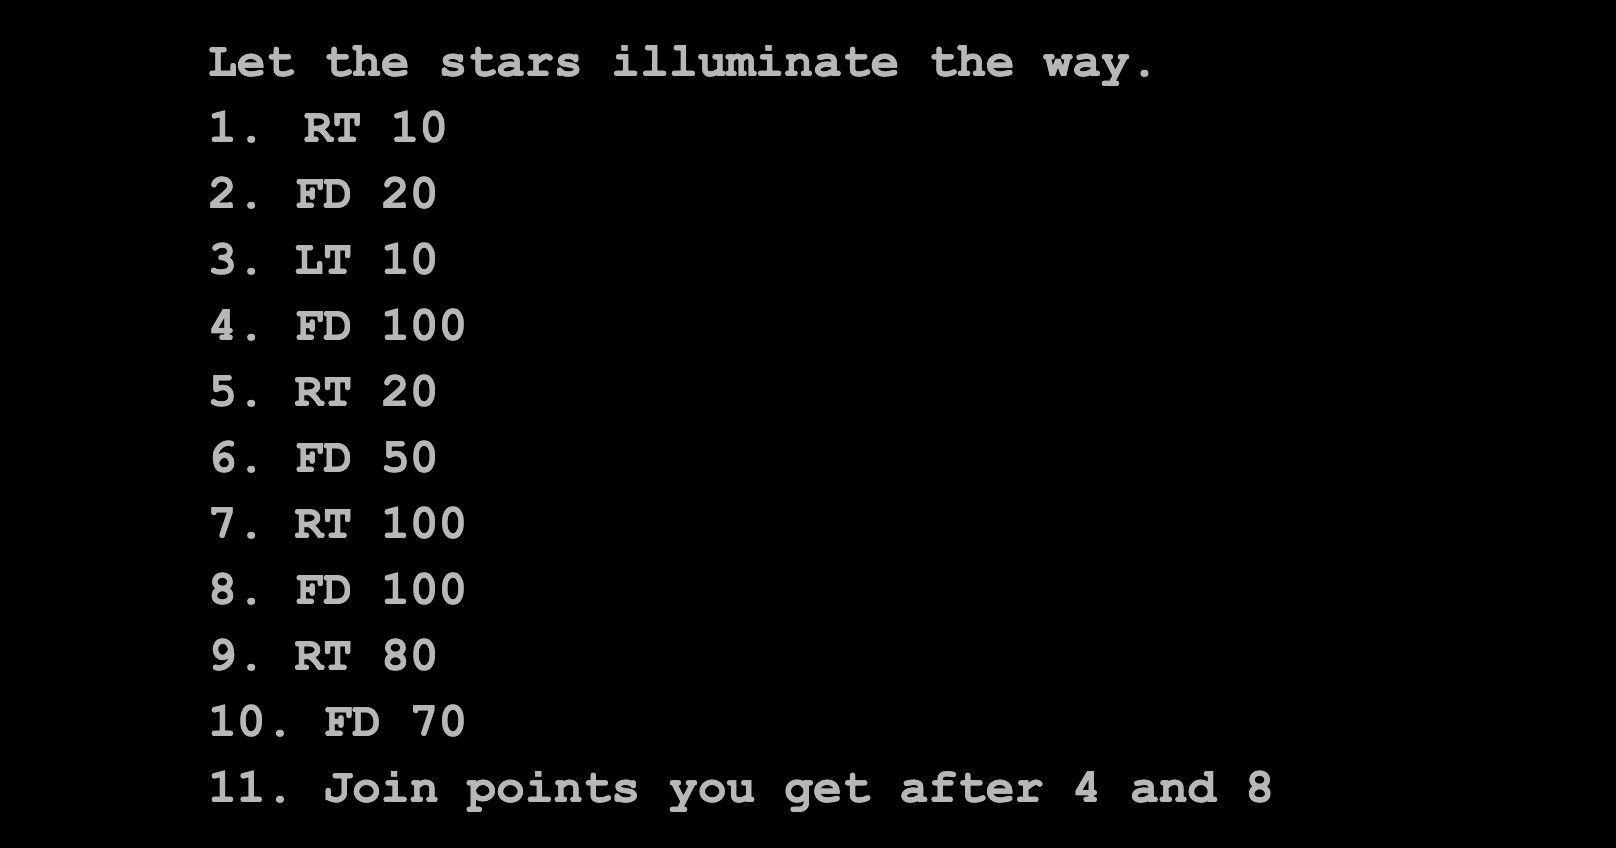 Let the stars illuminate the way.
1. RT 10
2. FD 20
3. LT 10
4. FD 100
5. RT 20
6. FD 50
7. RT 100
8. FD 100
9. RT 80
10. FD 70
11. Join points you get after 4 and 8